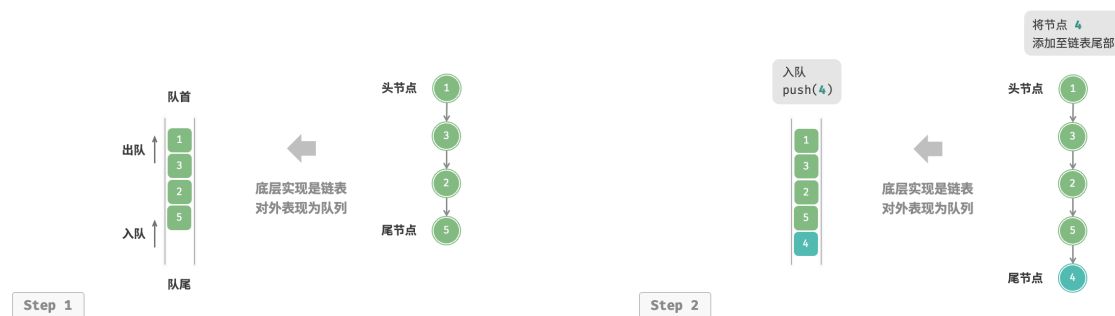 队首
出队
1
3
2
5
入队
队尾
底层实现是链表
对外表现为队列
头节点
1
3
2
尾节点
5
Step 1
入队
push(4)
1
3
2
5
4
底层实现是链表
对外表现为队列
将节点 4
添加至链表尾部
头节点
1
3
2
5
尾节点
4
Step 2